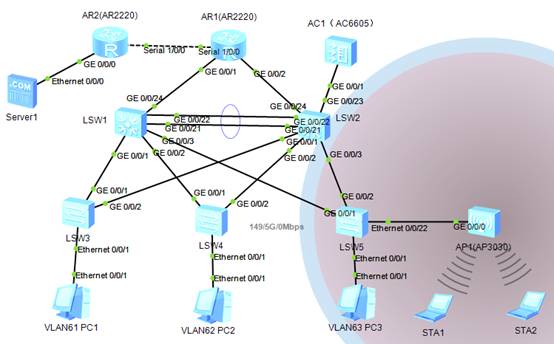 AR2(AR2220)
AR1(AR2220)
AC1（AC6605）
Serial 1/0/0
Serial 1/0/0
GE 0/0/0
Ethernet 0/0/0
Server1
GE 0/0/1
GE 0/0/2
GE 0/0/1
GE 0/0/23
GE 0/0/24
GE 0/0/24
LSW1
LSW2
GE 0/0/22
GE 0/0/22
GE 0/0/21
GE 0/0/21
GE 0/0/3
GE 0/0/1
GE 0/0/1
GE 0/0/2
GE 0/0/2
GE 0/0/3
GE 0/0/1
GE 0/0/2
GE 0/0/1
GE 0/0/2
GE 0/0/2
GE 0/0/1
LSW3
LSW4
149/5G/0Mbps
LSW5
Ethernet 0/0/22
GE 0/0/0
AP1(AP3030)
Ethernet 0/0/1
Ethernet 0/0/1
Ethernet 0/0/1
Ethernet 0/0/1
Ethernet 0/0/1
Ethernet 0/0/1
VLAN61 PC1
VLAN62 PC2
VLAN63 PC3
STA1
STA2